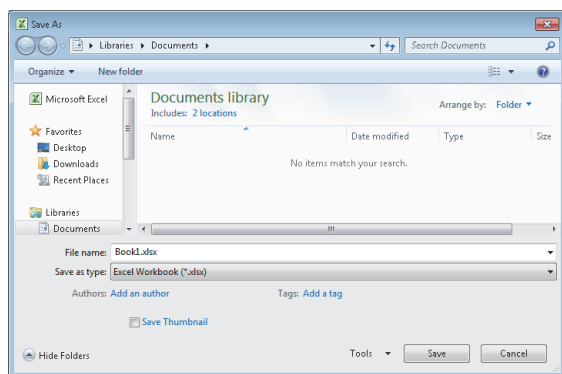 Save As
Libraries Documents
Search Documents
Organize New folder
Microsoft Excel
Favorites
Desktop
Downloads
Recent Places
Libraries
Documents
Documents library
Includes: 2 locations
Arrange by: Folder
Name Date modified Type Size
No items match your search.
File name: Book1.xlsx
Save as type: Excel Workbook (*.xlsx)
Authors: Add an author Tags: Add a tag
Save Thumbnail
Hide Folders Tools Save Cancel